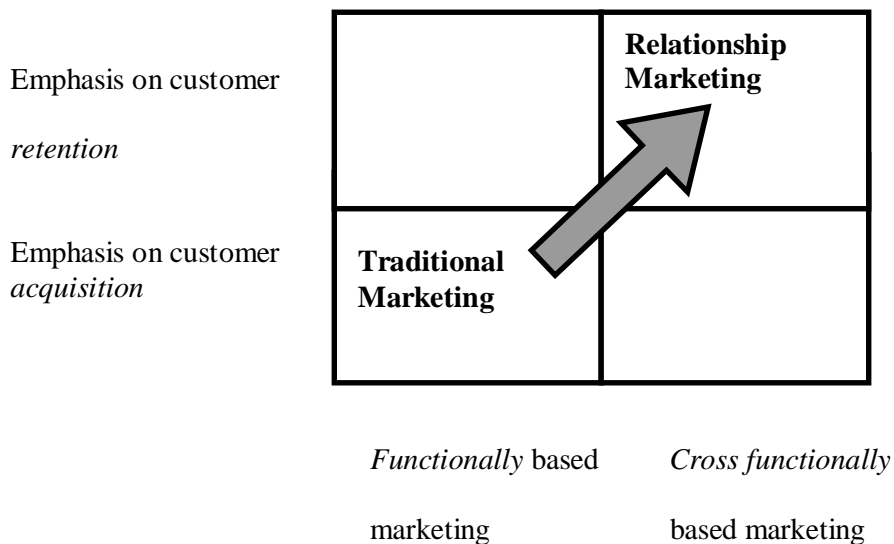 Relationship
Marketing
Emphasis on customer
retention
Emphasis on customer
acquisition
Traditional
Marketing
Functionally based
marketing
Cross functionally
based marketing